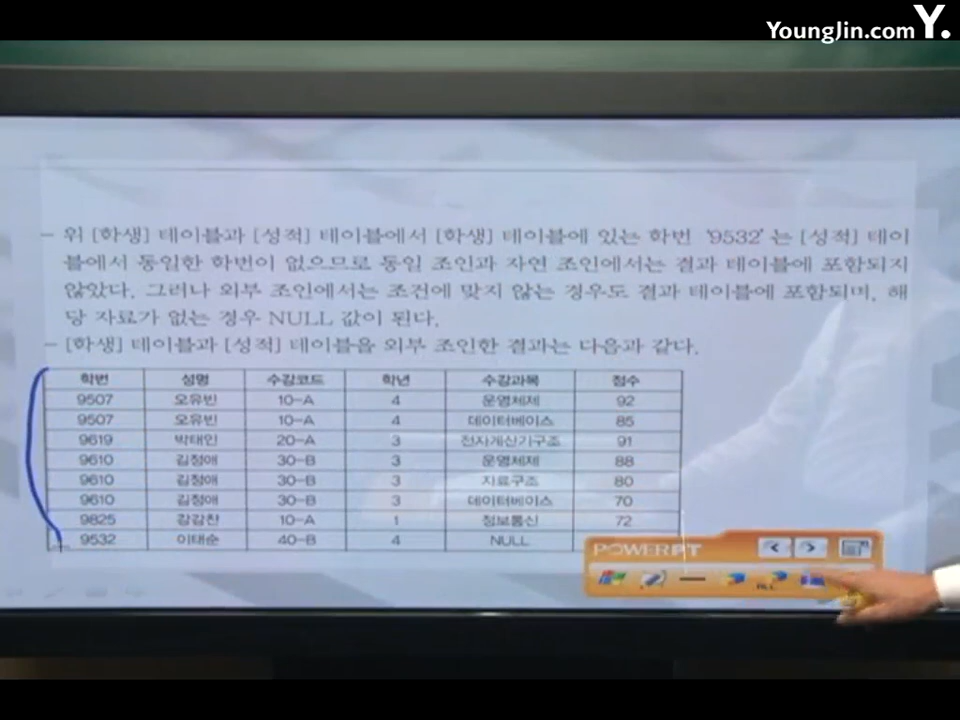 YoungJin.com Y.
- 위 [학생] 테이블과 [성적] 테이블에서 [학생] 테이블에 있는 학번 '9532'는 [성적] 테이
블에서 동일한 학번이 없으므로 동일 조인과 자연 조인에서는 결과 테이블에 포함되지
않았다. 그러나 외부 조인에서는 조건에 맞지 않는 경우도 결과 테이블에 포함되며, 해
당 자료가 없는 경우 NULL 값이 된다.
- [학생] 테이블과 [성적] 테이블을 외부 조인한 결과는 다음과 같다.
학번 성명 수강코드 학년 수강과목 점수
9507 오유빈 10-A 4 운영체제 92
9507 오유빈 10-A 4 데이터베이스 85
9619 박태인 20-A 3 전자계산기구조 91
9610 김정애 30-B 3 운영체제 88
9610 김정애 30-B 3 자료구조 80
9610 김정애 30-B 3 데이터베이스 70
9825 강감찬 10-A 1 정보통신 72
9532 이태순 40-B 4 NULL
POWERPT
ALL